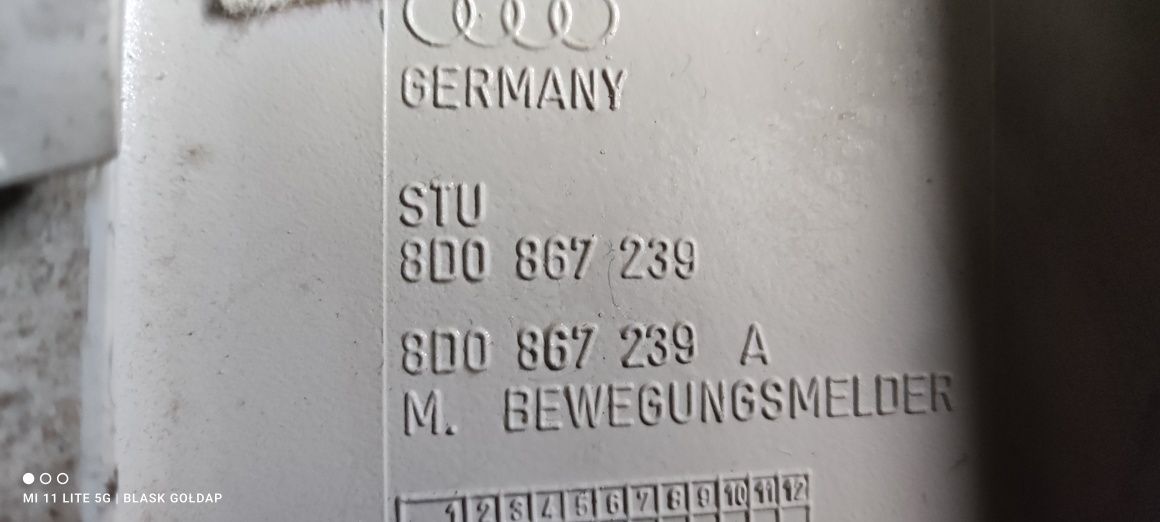 GERMANY
STU
8D0 867 239
8D0 867 239 A
M. BEWEGUNGSMELDER
1 2 3 4 5 6 7 8 9 10 11 12
MI 11 LITE 5G | BLASK GOŁDAP